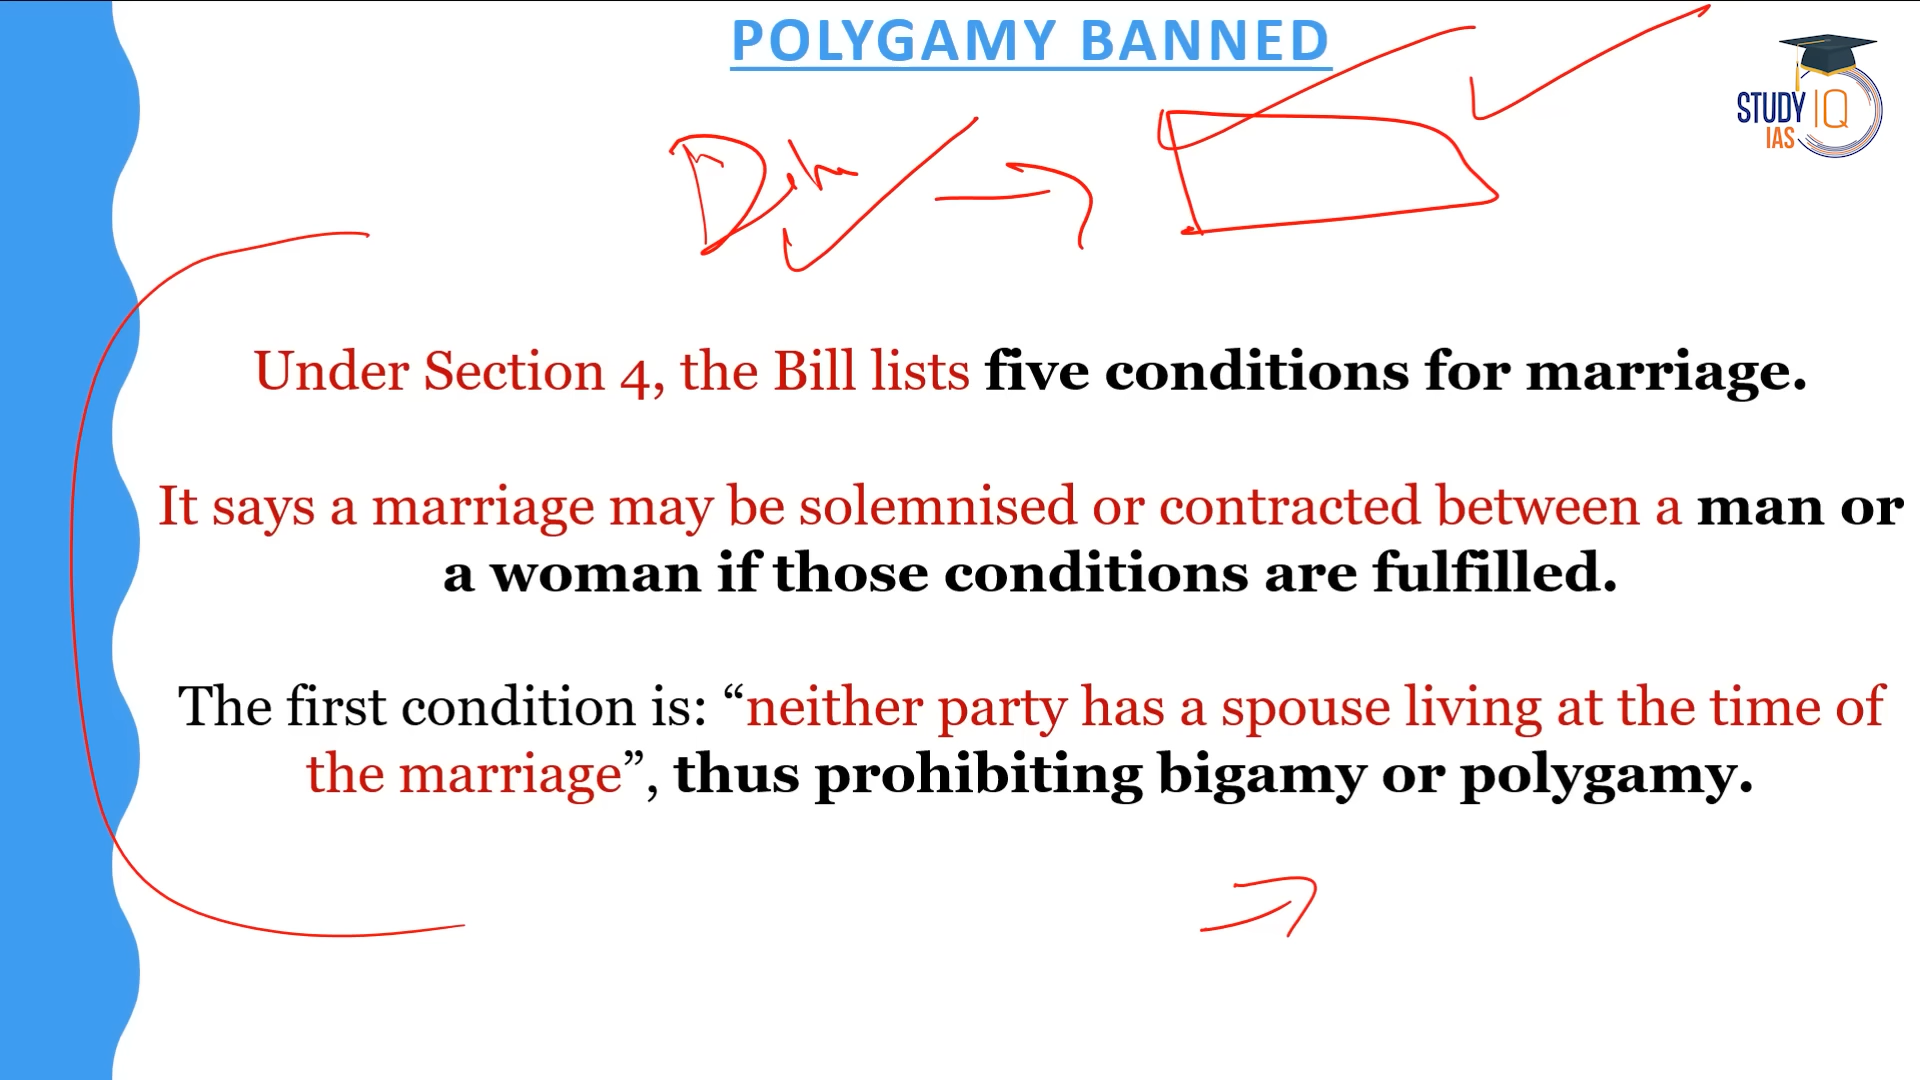 POLYGAMY BANNED
STUDY IQ
IAS
Under Section 4, the Bill lists five conditions for marriage.
It says a marriage may be solemnised or contracted between a man or
a woman if those conditions are fulfilled.
The first condition is: “neither party has a spouse living at the time of
the marriage”, thus prohibiting bigamy or polygamy.